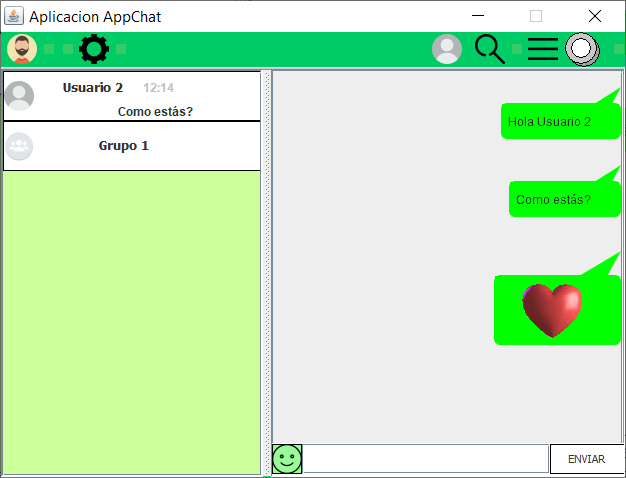 Aplicacion AppChat
Usuario 2 12:14
Como estás?
Grupo 1
Hola Usuario 2
Como estás?
ENVIAR